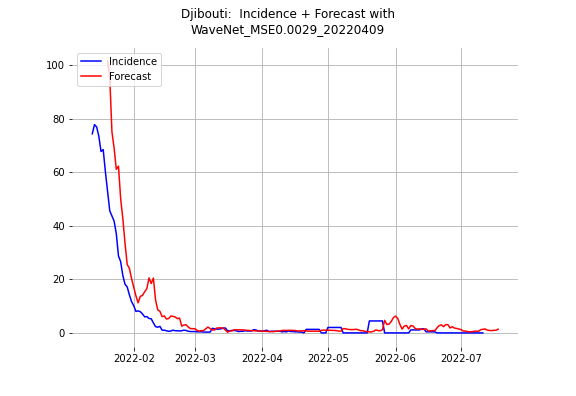 Djibouti:  Incidence + Forecast with
WaveNet_MSE0.0029_20220409
Incidence
Forecast
100
80
60
40
20
0
2022-02 2022-03 2022-04 2022-05 2022-06 2022-07